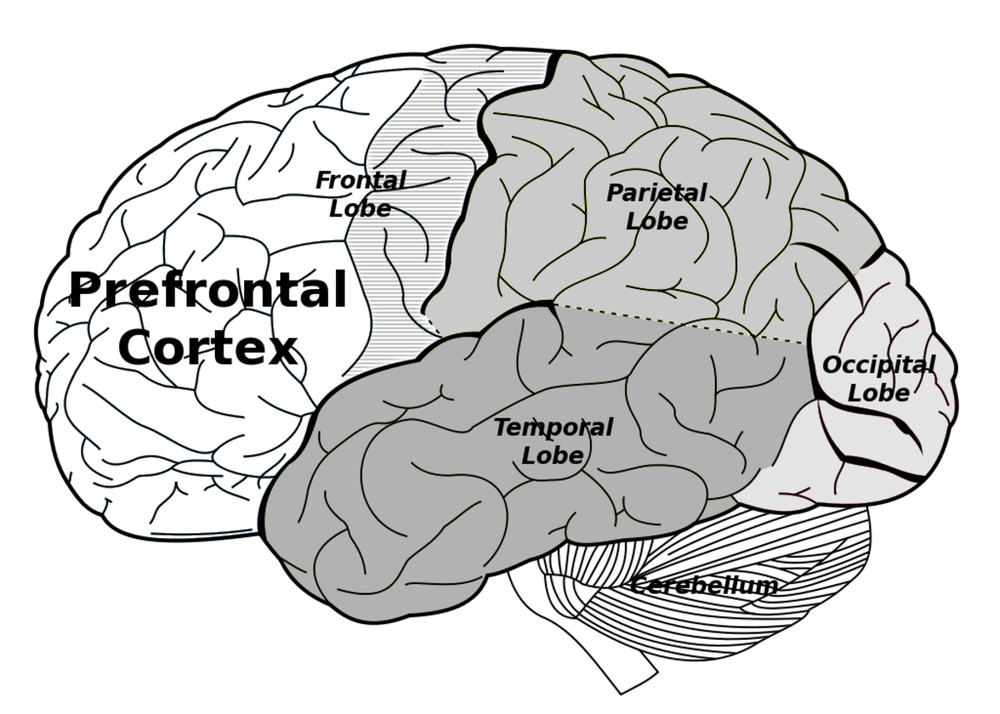 Frontal
Lobe
Parietal
Lobe
Prefrontal
Cortex
Occipital
Lobe
Temporal
Lobe
Cerebellum